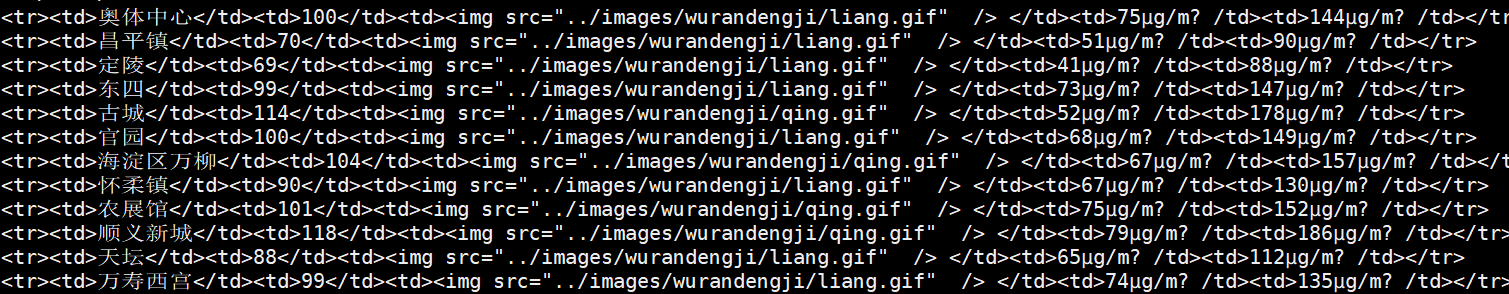 <tr><td>奥体中心</td><td>100</td><td><img src="../images/wurandengji/liang.gif"  /> </td><td>75μg/m? /td><td>144μg/m? /td></tr
<tr><td>昌平镇</td><td>70</td><td><img src="../images/wurandengji/liang.gif"  /> </td><td>51μg/m? /td><td>90μg/m? /td></tr>
<tr><td>定陵</td><td>69</td><td><img src="../images/wurandengji/liang.gif"  /> </td><td>41μg/m? /td><td>88μg/m? /td></tr>
<tr><td>东四</td><td>99</td><td><img src="../images/wurandengji/liang.gif"  /> </td><td>73μg/m? /td><td>147μg/m? /td></tr>
<tr><td>古城</td><td>114</td><td><img src="../images/wurandengji/qing.gif"  /> </td><td>52μg/m? /td><td>178μg/m? /td></tr>
<tr><td>官园</td><td>100</td><td><img src="../images/wurandengji/liang.gif"  /> </td><td>68μg/m? /td><td>149μg/m? /td></tr>
<tr><td>海淀区万柳</td><td>104</td><td><img src="../images/wurandengji/qing.gif"  /> </td><td>67μg/m? /td><td>157μg/m? /td></t
<tr><td>怀柔镇</td><td>90</td><td><img src="../images/wurandengji/liang.gif"  /> </td><td>67μg/m? /td><td>130μg/m? /td></tr>
<tr><td>农展馆</td><td>101</td><td><img src="../images/wurandengji/qing.gif"  /> </td><td>75μg/m? /td><td>152μg/m? /td></tr>
<tr><td>顺义新城</td><td>118</td><td><img src="../images/wurandengji/qing.gif"  /> </td><td>79μg/m? /td><td>186μg/m? /td></tr>
<tr><td>天坛</td><td>88</td><td><img src="../images/wurandengji/liang.gif"  /> </td><td>65μg/m? /td><td>112μg/m? /td></tr>
<tr><td>万寿西宫</td><td>99</td><td><img src="../images/wurandengji/liang.gif"  /> </td><td>74μg/m? /td><td>135μg/m? /td></tr